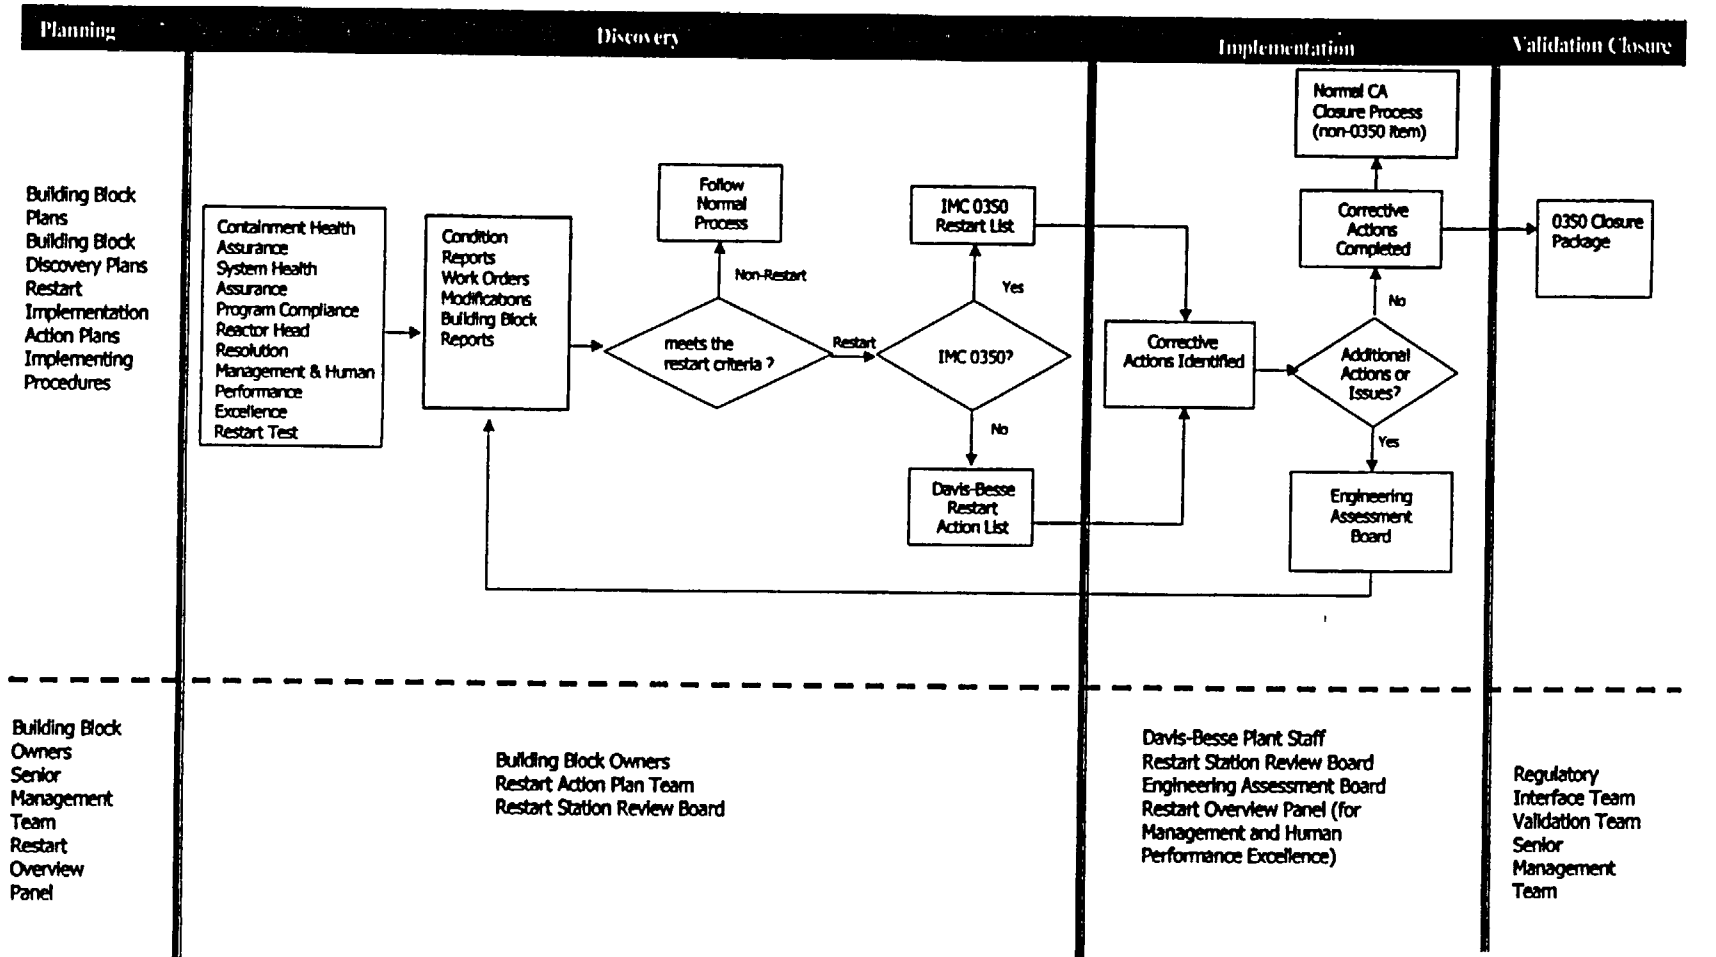 Planning
Discovery
Implementation
Validation Closure
Building Block
Plans
Building Block
Discovery Plans
Restart
Implementation
Action Plans
Implementing
Procedures
Containment Health
Assurance
System Health
Assurance
Program Compliance
Reactor Head
Resolution
Management & Human
Performance
Excellence
Restart Test
Condition
Reports
Work Orders
Modifications
Building Block
Reports
Follow
Normal
Process
Non-Restart
meets the
restart criteria ?
Restart
IMC 0350
Restart List
Yes
IMC 0350?
No
Davis-Besse
Restart
Action List
Normal CA
Closure Process
(non-0350 item)
Corrective
Actions
Completed
No
Corrective
Actions Identified
Additional
Actions or
Issues?
Yes
Engineering
Assessment
Board
0350 Closure
Package
Building Block
Owners
Senior
Management
Team
Restart
Overview
Panel
Building Block Owners
Restart Action Plan Team
Restart Station Review Board
Davis-Besse Plant Staff
Restart Station Review Board
Engineering Assessment Board
Restart Overview Panel (for
Management and Human
Performance Excellence)
Regulatory
Interface Team
Validation Team
Senior
Management
Team